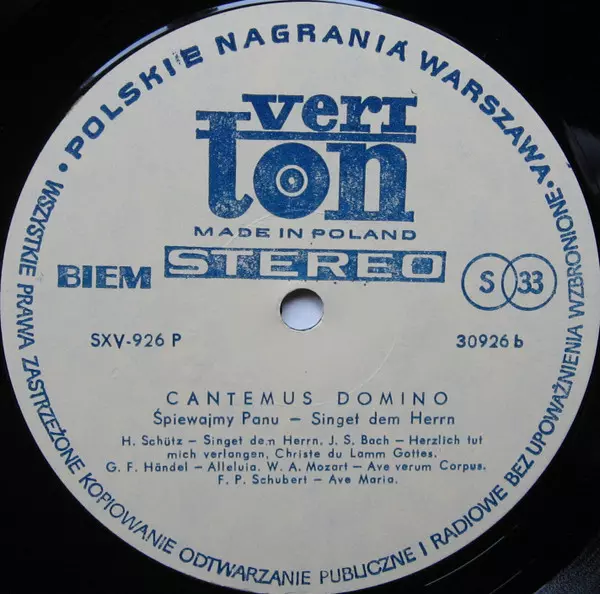 • POLSKIE NAGRANIA WARSZAWA •
veri
ton
MADE IN POLAND
STEREO
BIEM
S 33
SXV-926 P
30926 b
CANTEMUS DOMINO
Śpiewajmy Panu – Singet dem Herrn
H. Schütz – Singet dem Herrn. J. S. Bach – Herzlich tut
mich verlangen, Christe du Lamm Gottes.
G. F. Händel – Alleluia. W. A. Mozart – Ave verum Corpus.
F. P. Schubert – Ave Maria.
WSZYSTKIE PRAWA ZASTRZEŻONE KOPIOWANIE ODTWARZANIE PUBLICZNE I RADIOWE BEZ UPOWAŻNIENIA WZBRONIONE